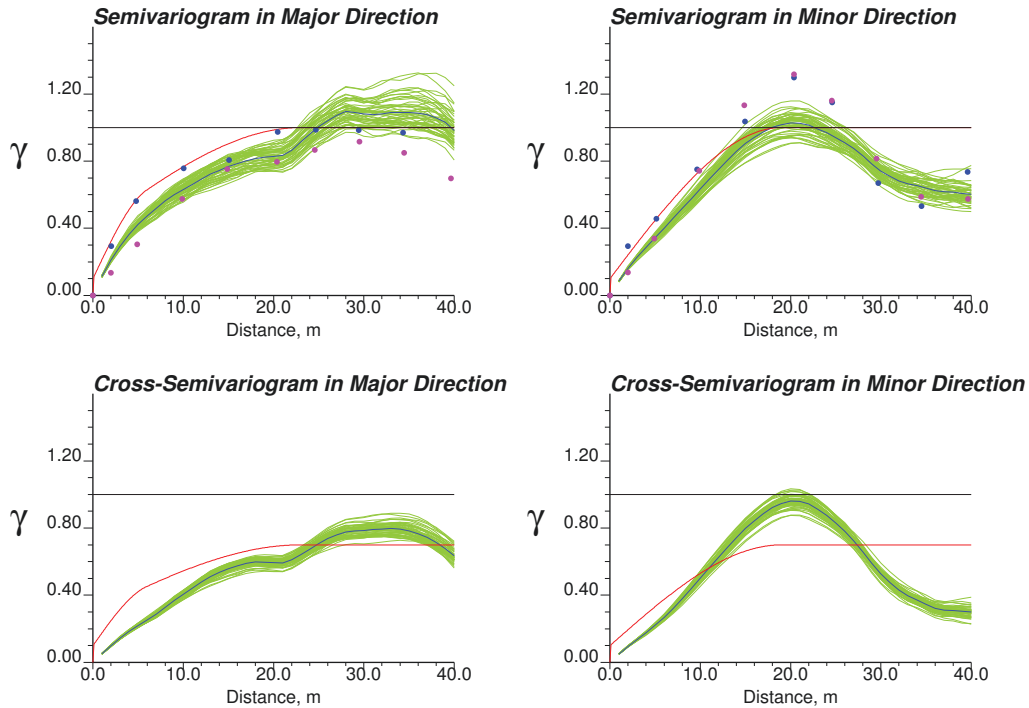 Semivariogram in Major Direction
γ
1.20
0.80
0.40
0.00
0.0 10.0 20.0 30.0 40.0
Distance, m
Semivariogram in Minor Direction
γ
1.20
0.80
0.40
0.00
0.0 10.0 20.0 30.0 40.0
Distance, m
Cross-Semivariogram in Major Direction
γ
1.20
0.80
0.40
0.00
0.0 10.0 20.0 30.0 40.0
Distance, m
Cross-Semivariogram in Minor Direction
γ
1.20
0.80
0.40
0.00
0.0 10.0 20.0 30.0 40.0
Distance, m